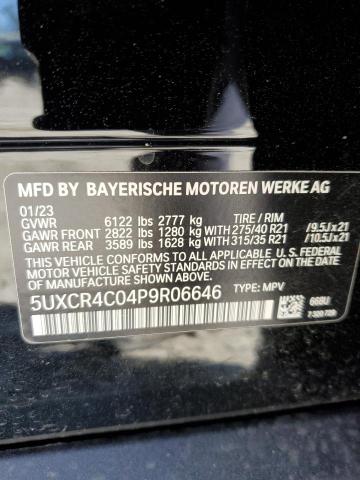 MFD BY BAYERISCHE MOTOREN WERKE AG
01/23
GVWR 6122 lbs 2777 kg TIRE / RIM
GAWR FRONT 2822 lbs 1280 kg WITH 275/40 R21 /9.5Jx21
GAWR REAR 3589 lbs 1628 kg WITH 315/35 R21 /10.5Jx21
THIS VEHICLE CONFORMS TO ALL APPLICABLE U.S. FEDERAL
MOTOR VEHICLE SAFETY STANDARDS IN EFFECT
ON THE DATE OF MANUFACTURE SHOWN ABOVE.
5UXCR4C04P9R06646 TYPE: MPV
668U
7320729